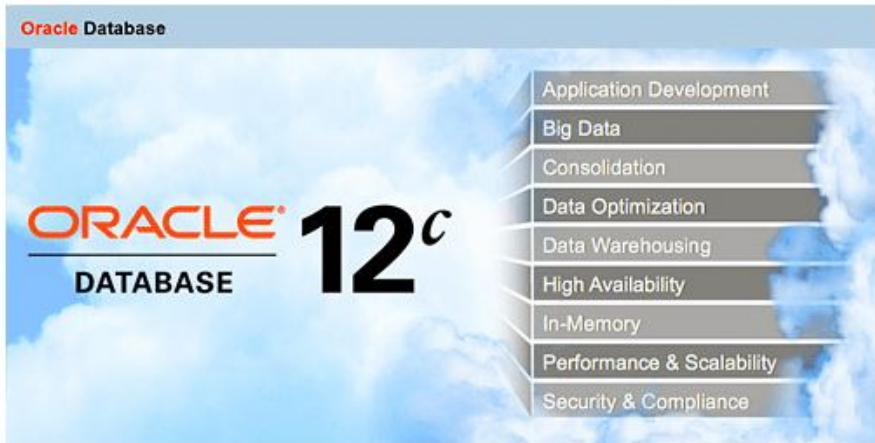 Oracle Database
ORACLE®
DATABASE
12c
Application Development
Big Data
Consolidation
Data Optimization
Data Warehousing
High Availability
In-Memory
Performance & Scalability
Security & Compliance